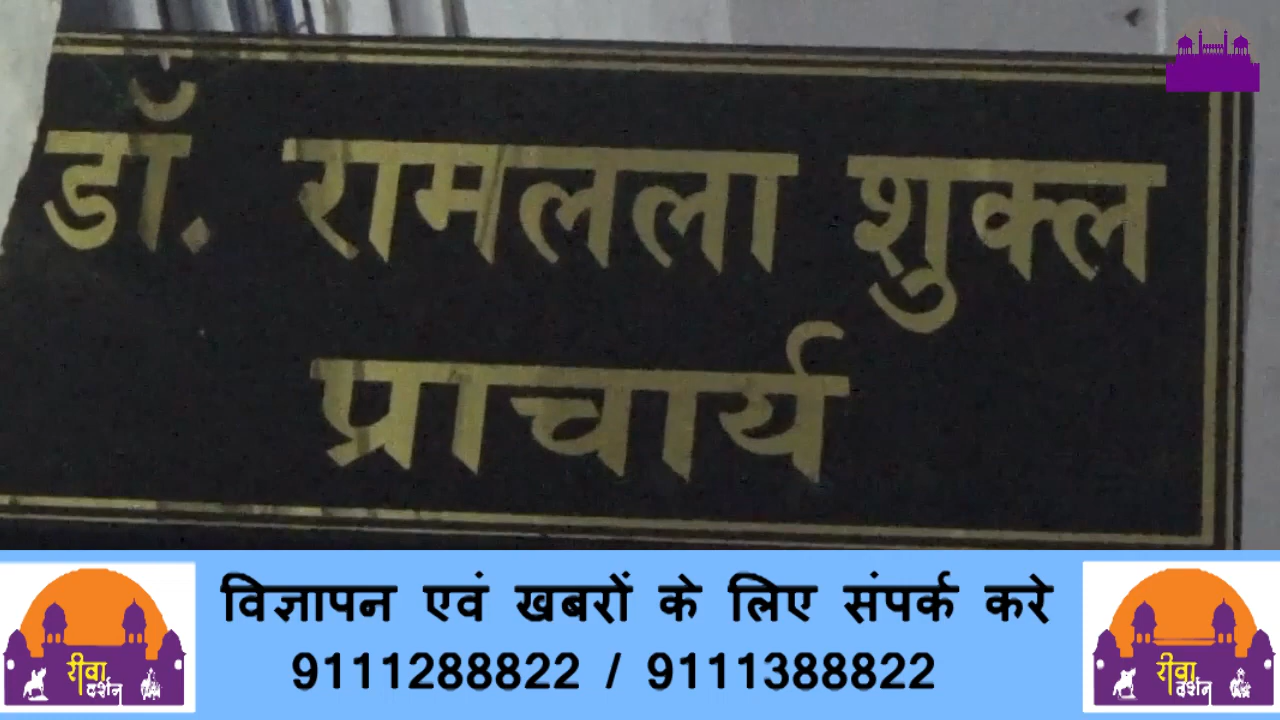 डॉ. रामलला शुक्ल
प्राचार्य
विज्ञापन एवं खबरों के लिए संपर्क करे
9111288822 / 9111388822
रीवा
दर्शन
रीवा
दर्शन